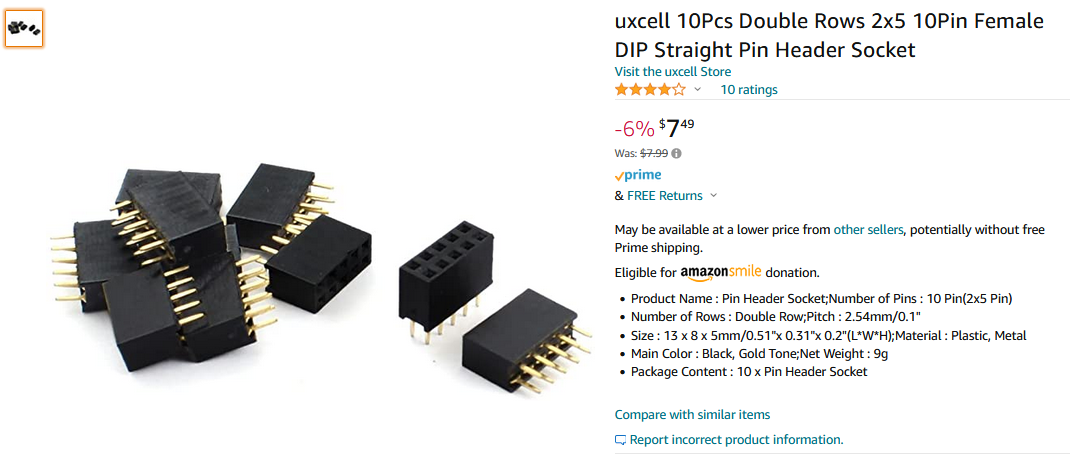 uxcell 10Pcs Double Rows 2x5 10Pin Female
DIP Straight Pin Header Socket
Visit the uxcell Store
10 ratings
-6% $749
Was: $7.99
prime
& FREE Returns
May be available at a lower price from other sellers, potentially without free
Prime shipping.
Eligible for amazonsmile donation.
• Product Name : Pin Header Socket;Number of Pins : 10 Pin(2x5 Pin)
• Number of Rows : Double Row;Pitch : 2.54mm/0.1"
• Size : 13 x 8 x 5mm/0.51"x 0.31"x 0.2"(L*W*H);Material : Plastic, Metal
• Main Color : Black, Gold Tone;Net Weight : 9g
• Package Content : 10 x Pin Header Socket
Compare with similar items
Report incorrect product information.